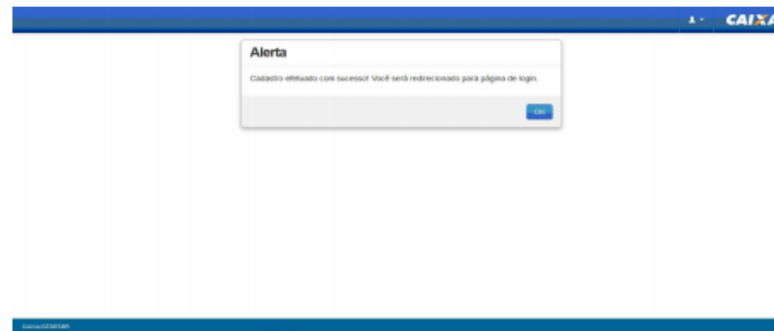 CAIXA
Alerta
Cadastro efetuado com sucesso! Você será redirecionado para página de login.
OK